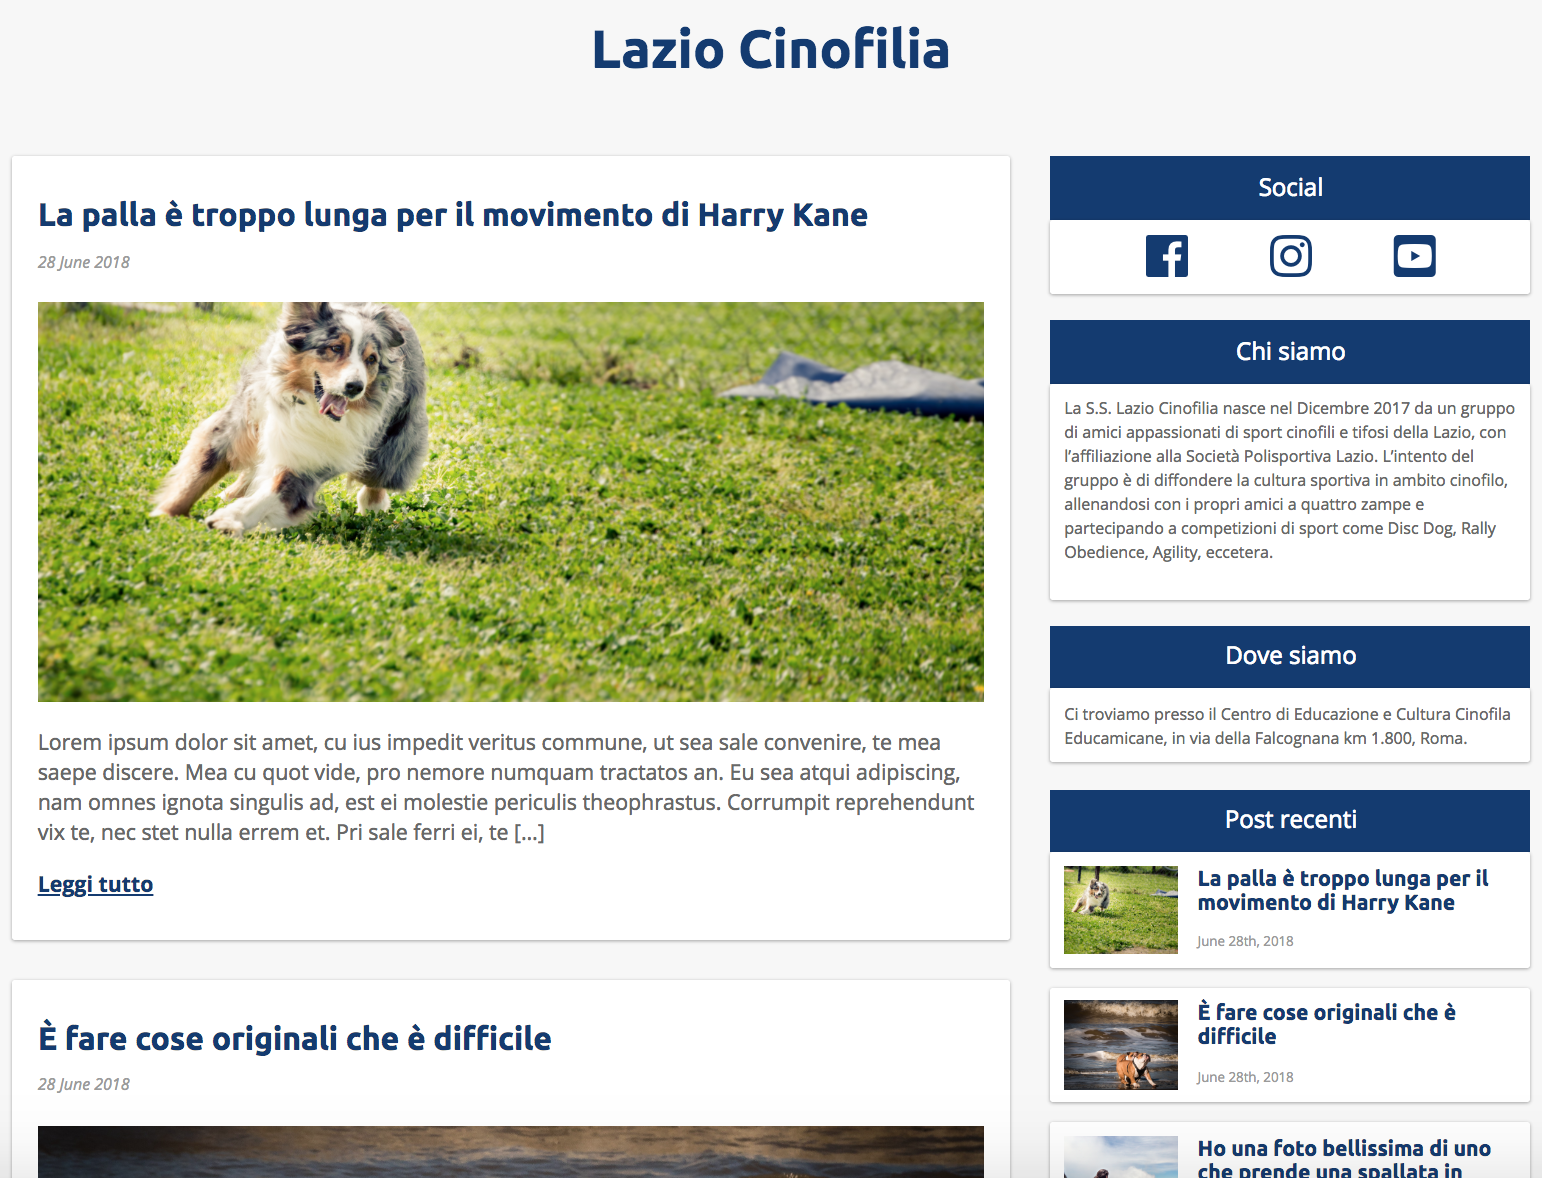 Lazio Cinofilia
La palla è troppo lunga per il movimento di Harry Kane
28 June 2018
Lorem ipsum dolor sit amet, cu ius impedit veritus commune, ut sea sale convenire, te mea
saepe discere. Mea cu quot vide, pro nemore numquam tractatos an. Eu sea atqui adipiscing,
nam omnes ignota singulis ad, est ei molestie periculis theophrastus. Corrumpit reprehendunt
vix te, nec stet nulla errem et. Pri sale ferri ei, te [...]
Leggi tutto
È fare cose originali che è difficile
28 June 2018
Social
Chi siamo
La S.S. Lazio Cinofilia nasce nel Dicembre 2017 da un gruppo
di amici appassionati di sport cinofili e tifosi della Lazio, con
l’affiliazione alla Società Polisportiva Lazio. L’intento del
gruppo è di diffondere la cultura sportiva in ambito cinofilo,
allenandosi con i propri amici a quattro zampe e
partecipando a competizioni di sport come Disc Dog, Rally
Obedience, Agility, eccetera.
Dove siamo
Ci troviamo presso il Centro di Educazione e Cultura Cinofila
Educamicane, in via della Falcognana km 1.800, Roma.
Post recenti
La palla è troppo lunga per il
movimento di Harry Kane
June 28th, 2018
È fare cose originali che è
difficile
June 28th, 2018
Ho una foto bellissima di uno
che prende una spallata in